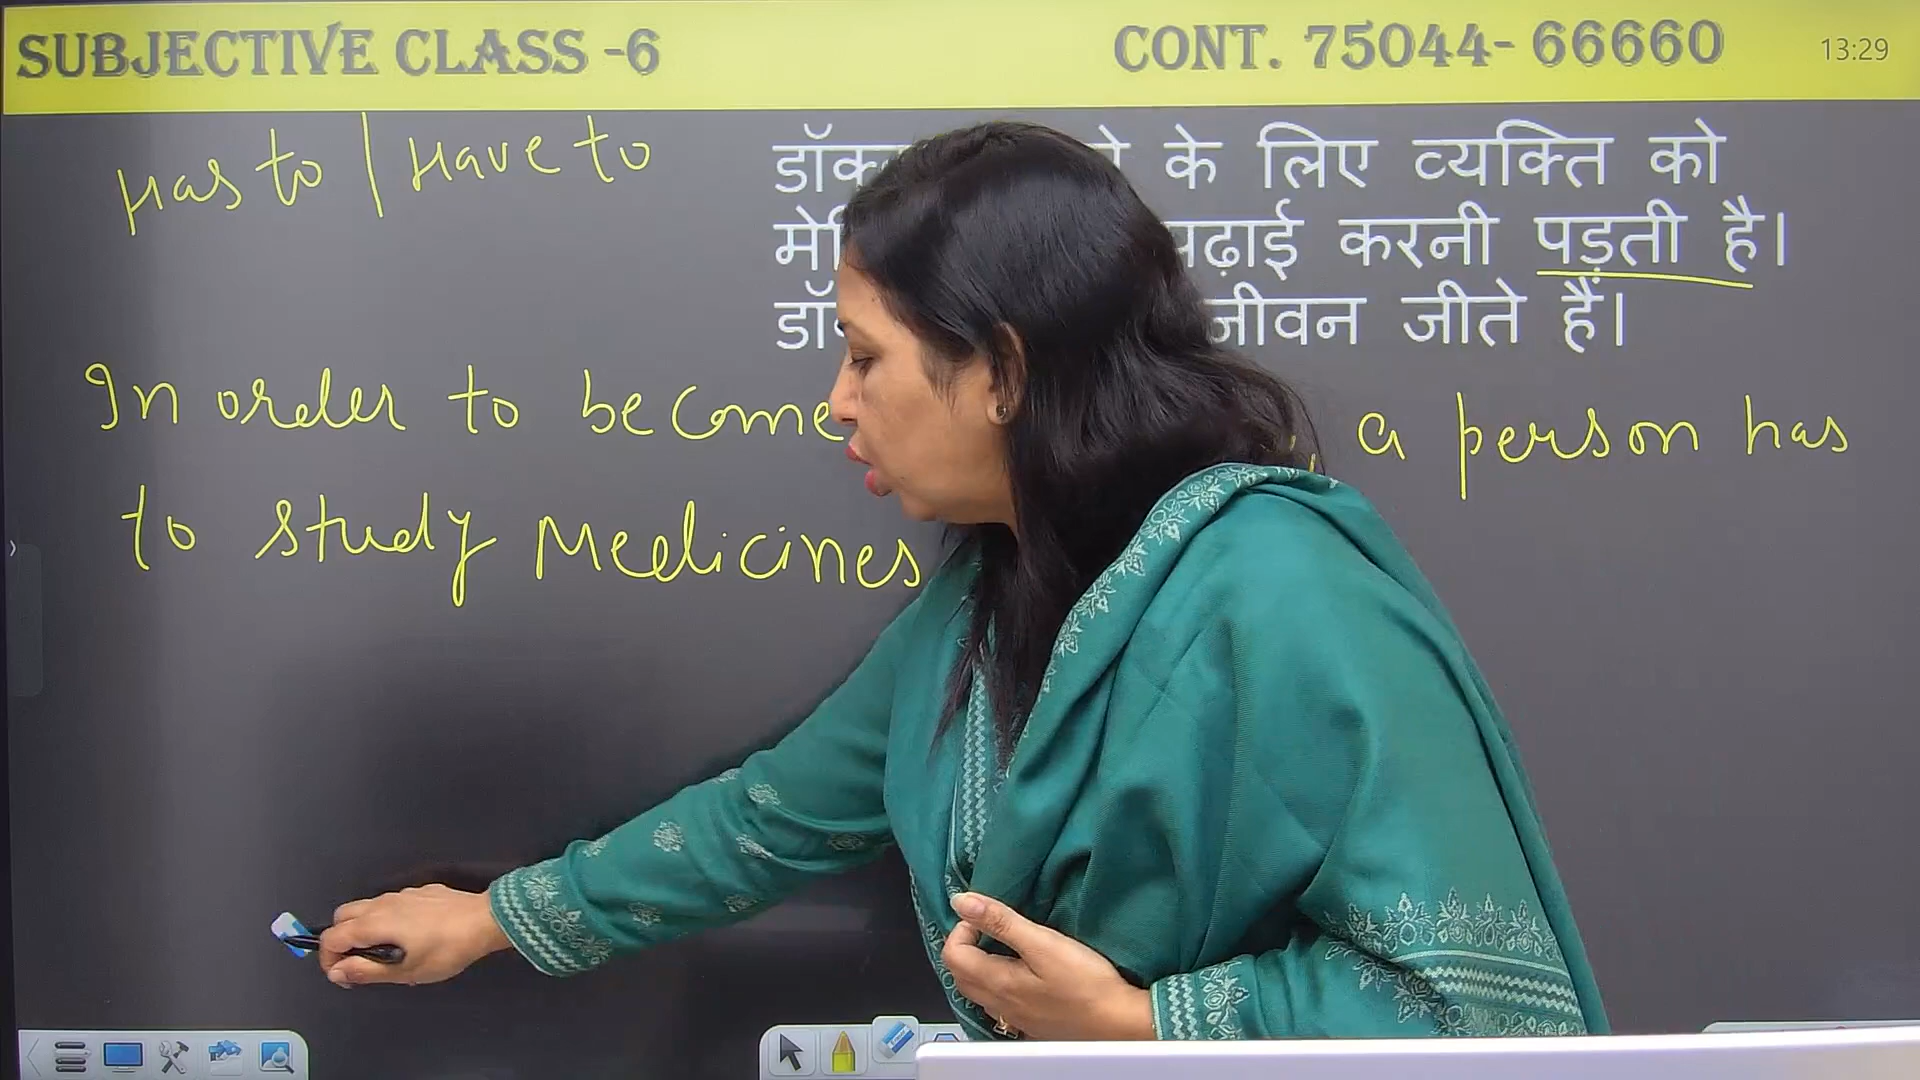 SUBJECTIVE CLASS -6
CONT. 75044- 66660
13:29
Has to / Have to
के लिए व्यक्ति को
पढ़ाई करनी पड़ती है।
जीवन जीते हैं।
In order to become a person has
to study Medicines